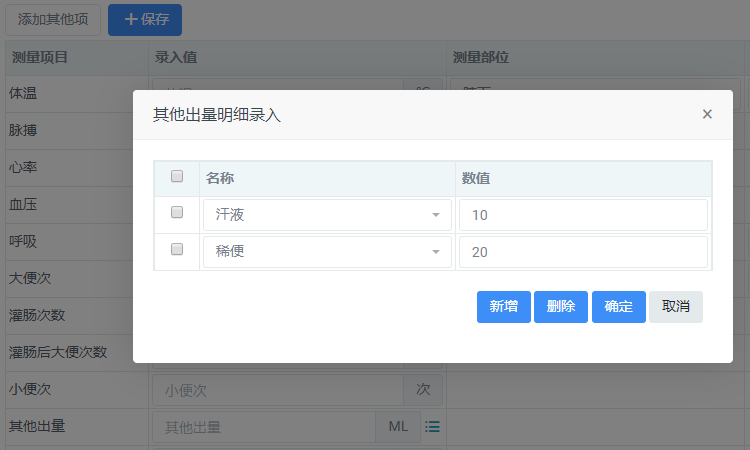 添加其他项 保存
测量项目 录入值 测量部位
体温
脉搏
心率
血压
呼吸
大便次
灌肠次数
灌肠后大便次数
小便次 小便次 次
其他出量 其他出量 ML
其他出量明细录入 ×
名称 数值
汗液 10
稀便 20
新增 删除 确定 取消